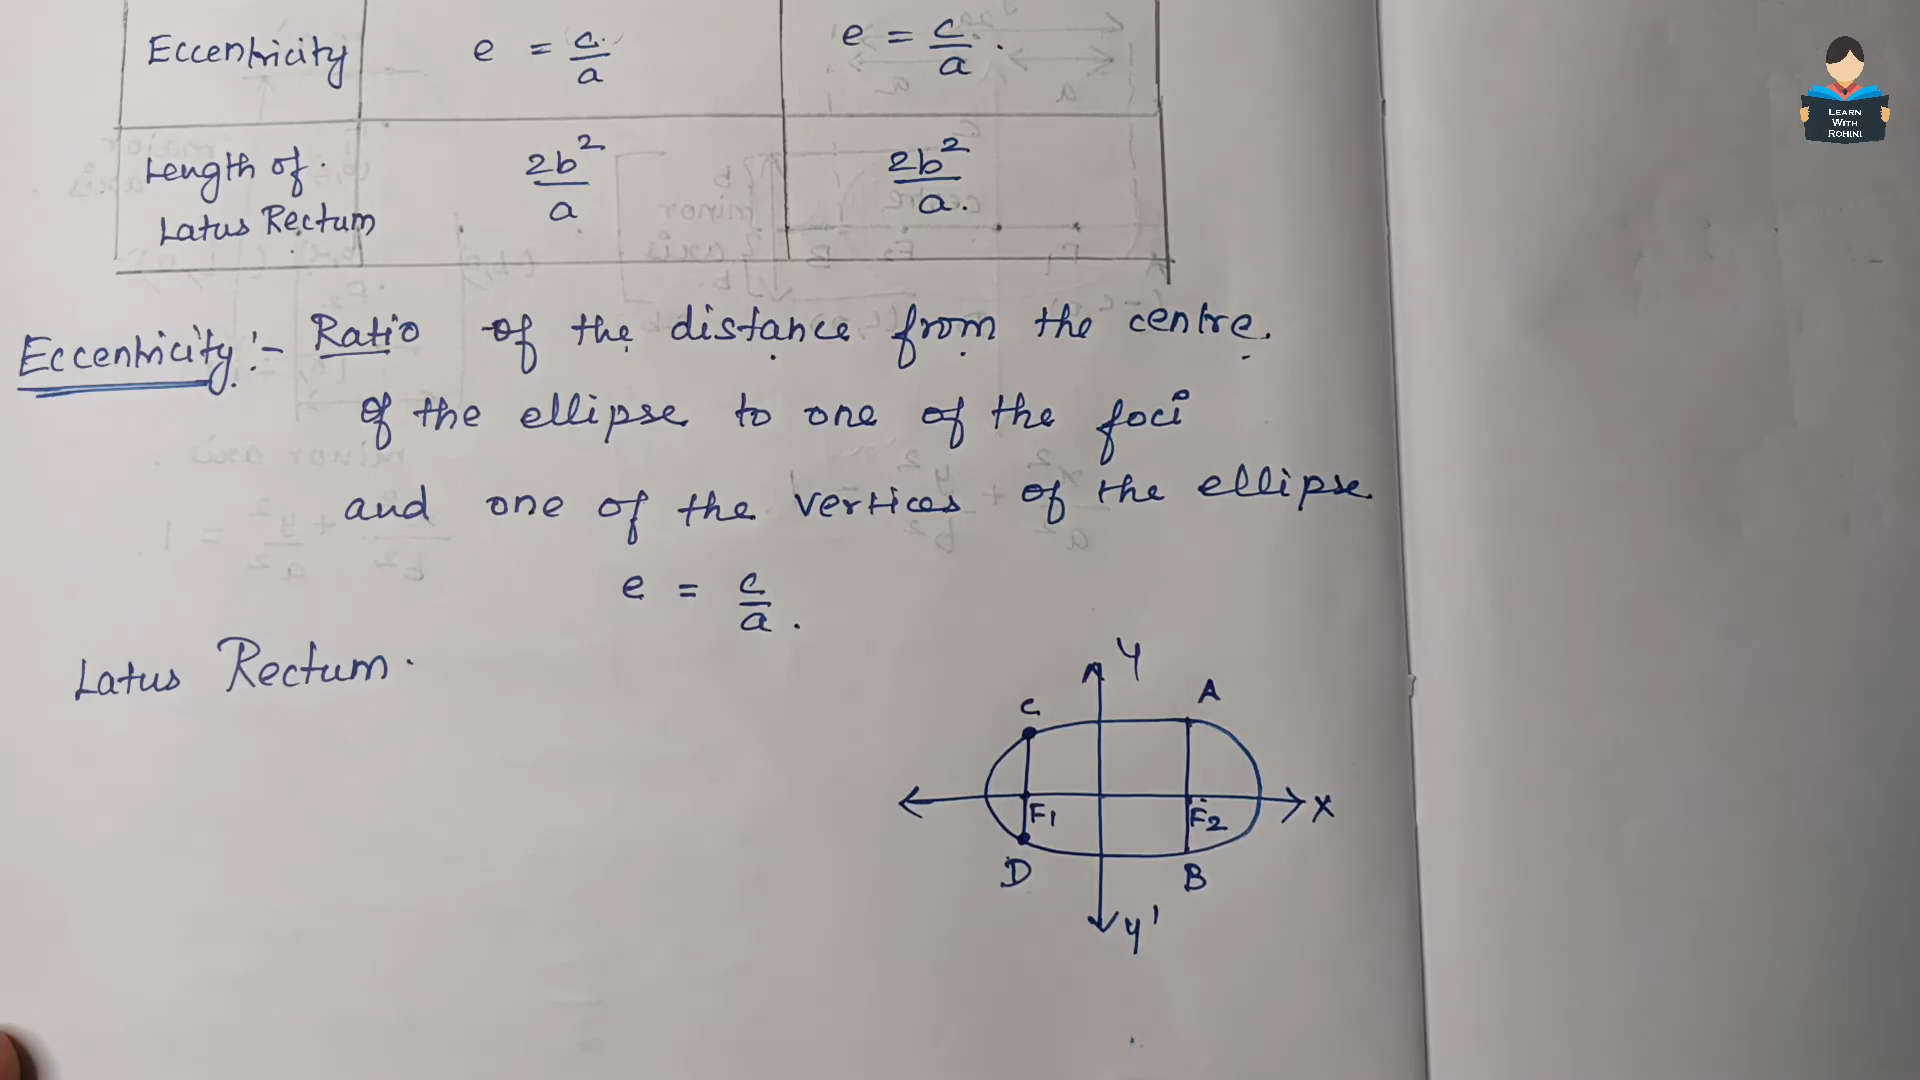 Eccentricity e = c/a e = c/a.
Length of Latus Rectum 2b²/a 2b²/a.
Eccentricity :- Ratio of the distance from the centre.
of the ellipse to one of the foci
and one of the vertices of the ellipse
e = c/a.
Latus Rectum.
Y
C A
F1 F2 X
D B
Y'
LEARN
WITH
ROHINI